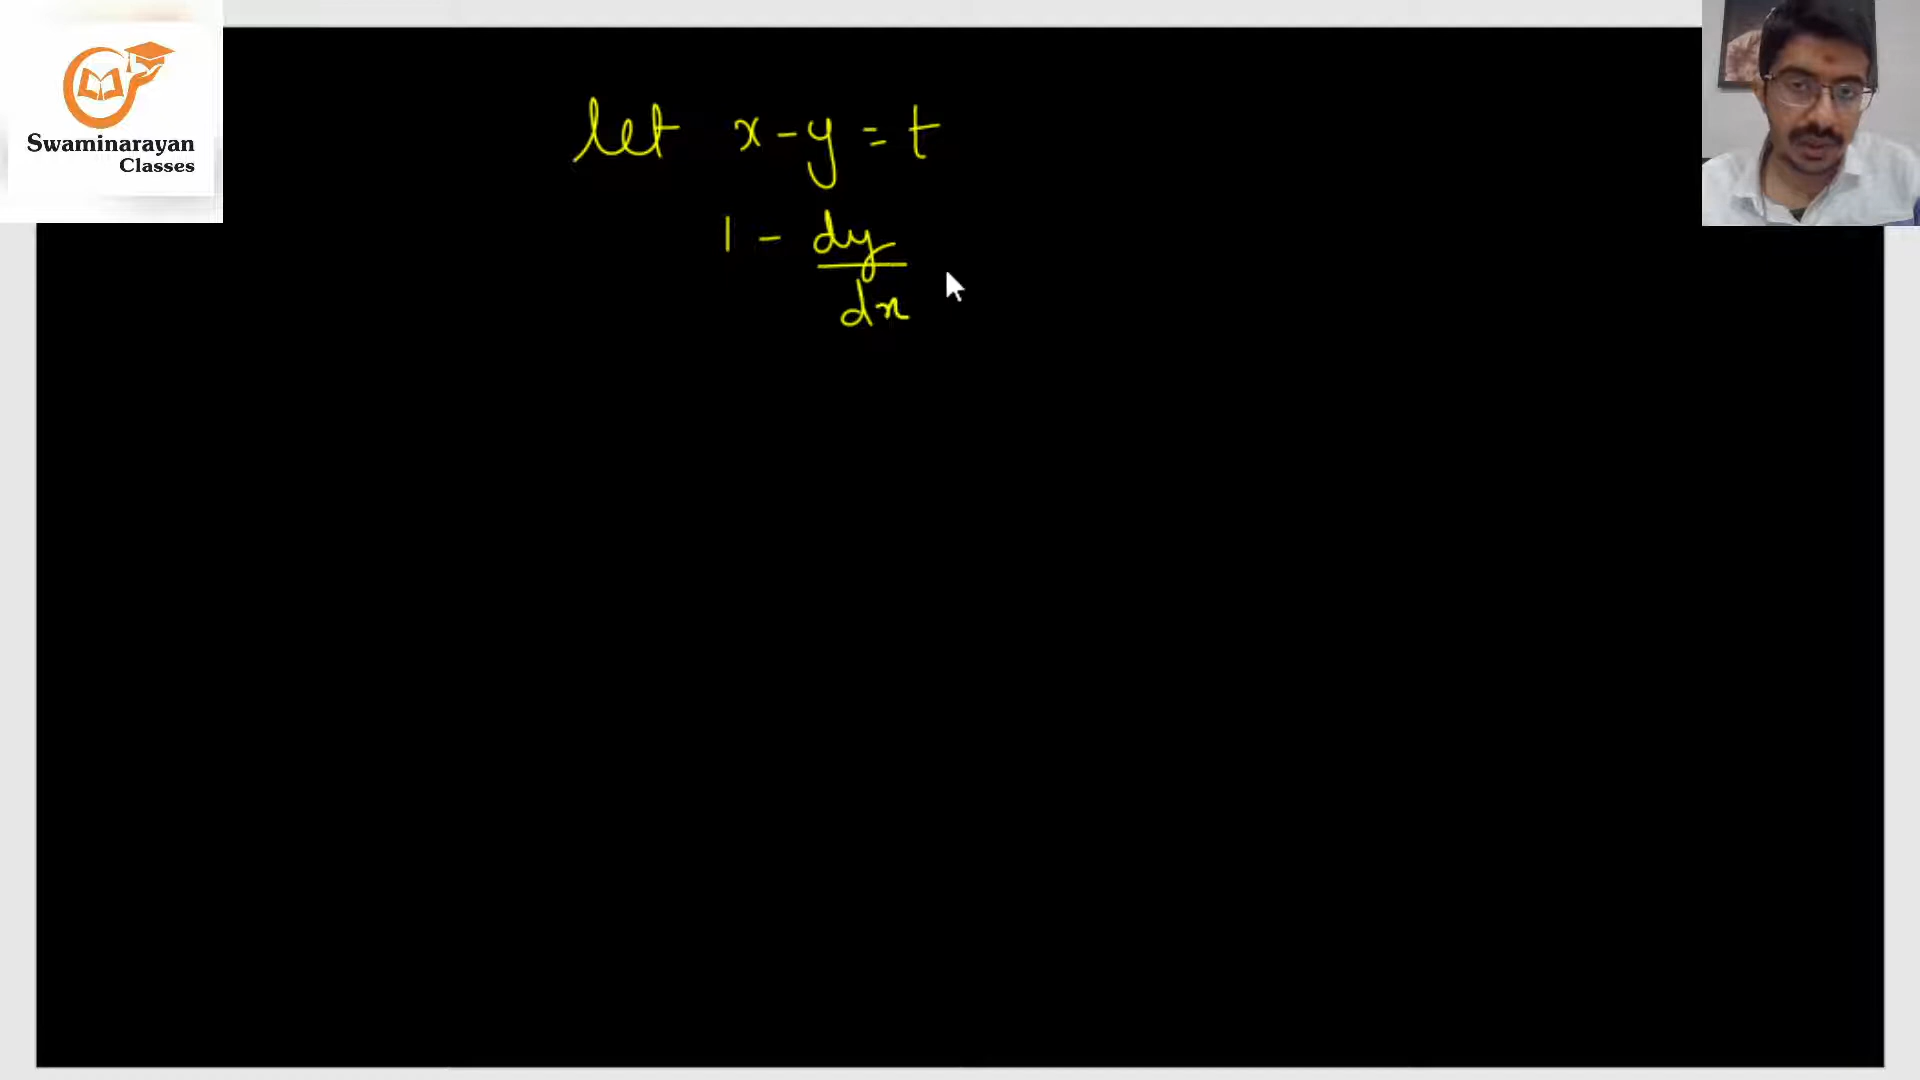 Swaminarayan
Classes
let x - y = t
1 - dy/dx